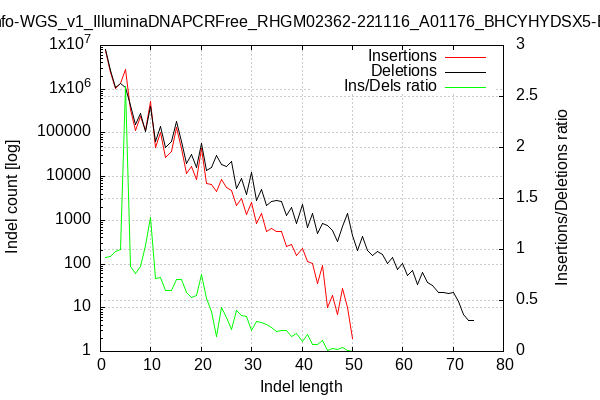 nfo-WGS_v1_IlluminaDNAPCRFree_RHGM02362-221116_A01176_BHCYHYDSX5-E
Insertions
Deletions
Ins/Dels ratio
Indel count [log]
1x10^7
1x10^6
100000
10000
1000
100
10
1
3
2.5
2
1.5
1
0.5
0
Insertions/Deletions ratio
0 10 20 30 40 50 60 70 80
Indel length